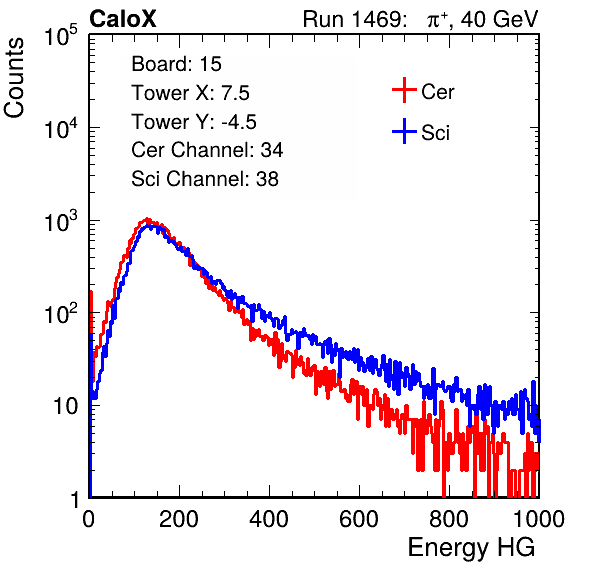 CaloX
Run 1469: π⁺, 40 GeV
Counts
10⁵
10⁴
10³
10²
10
1
Board: 15
Tower X: 7.5
Tower Y: -4.5
Cer Channel: 34
Sci Channel: 38
Cer
Sci
0 200 400 600 800 1000
Energy HG